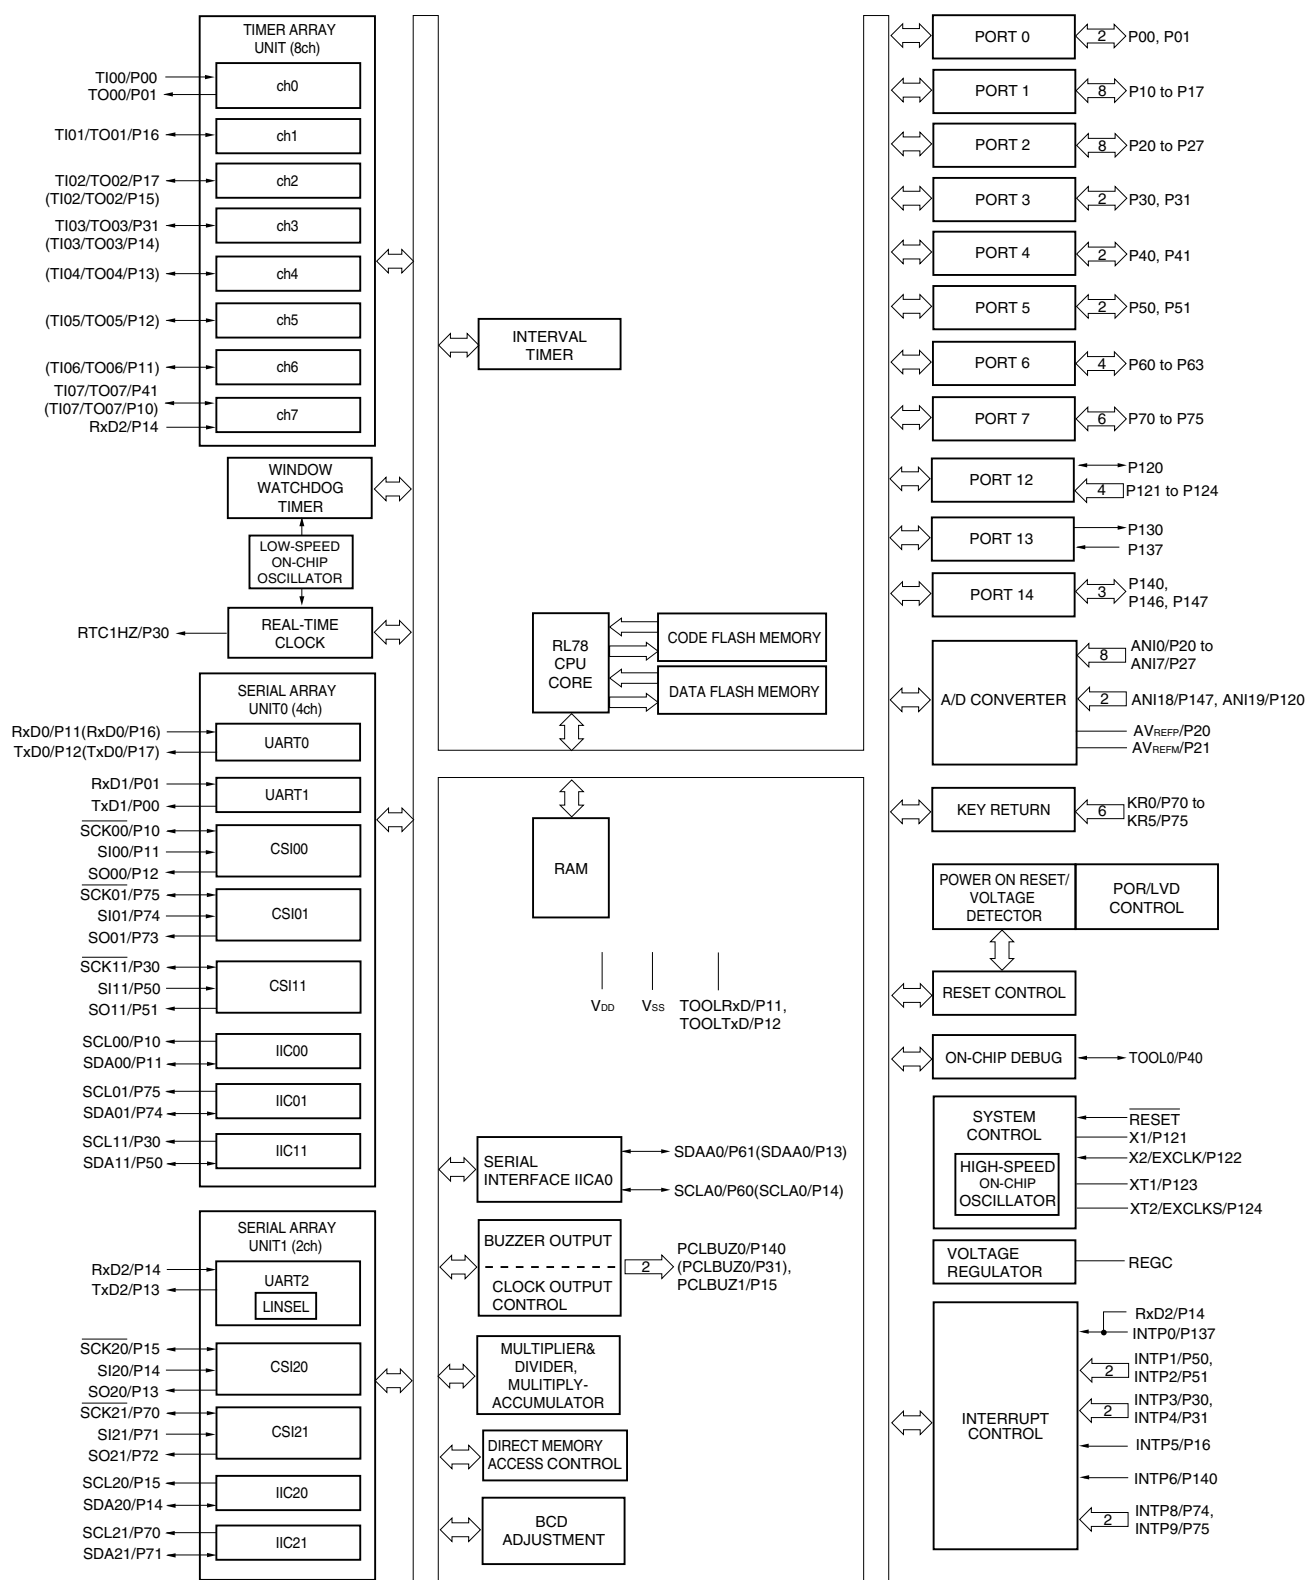 TIMER ARRAY
UNIT (8ch)
TI00/P00
TO00/P01
ch0
TI01/TO01/P16
ch1
TI02/TO02/P17
(TI02/TO02/P15)
ch2
TI03/TO03/P31
(TI03/TO03/P14)
ch3
(TI04/TO04/P13)
ch4
(TI05/TO05/P12)
ch5
(TI06/TO06/P11)
ch6
TI07/TO07/P41
(TI07/TO07/P10)
RxD2/P14
ch7
WINDOW
WATCHDOG
TIMER
LOW-SPEED
ON-CHIP
OSCILLATOR
RTC1HZ/P30
REAL-TIME
CLOCK
SERIAL ARRAY
UNIT0 (4ch)
RxD0/P11(RxD0/P16)
TxD0/P12(TxD0/P17)
UART0
RxD1/P01
TxD1/P00
UART1
SCK00/P10
SI00/P11
SO00/P12
CSI00
SCK01/P75
SI01/P74
SO01/P73
CSI01
SCK11/P30
SI11/P50
SO11/P51
CSI11
SCL00/P10
SDA00/P11
IIC00
SCL01/P75
SDA01/P74
IIC01
SCL11/P30
SDA11/P50
IIC11
SERIAL ARRAY
UNIT1 (2ch)
RxD2/P14
TxD2/P13
UART2
LINSEL
SCK20/P15
SI20/P14
SO20/P13
CSI20
SCK21/P70
SI21/P71
SO21/P72
CSI21
SCL20/P15
SDA20/P14
IIC20
SCL21/P70
SDA21/P71
IIC21
INTERVAL
TIMER
RL78
CPU
CORE
CODE FLASH MEMORY
DATA FLASH MEMORY
RAM
VDD
VSS
TOOLRxD/P11,
TOOLTxD/P12
SERIAL
INTERFACE IICA0
SDAA0/P61(SDAA0/P13)
SCLA0/P60(SCLA0/P14)
BUZZER OUTPUT
CLOCK OUTPUT
CONTROL
2
PCLBUZ0/P140
(PCLBUZ0/P31),
PCLBUZ1/P15
MULTIPLIER&
DIVIDER,
MULITIPLY-
ACCUMULATOR
DIRECT MEMORY
ACCESS CONTROL
BCD
ADJUSTMENT
PORT 0
2
P00, P01
PORT 1
8
P10 to P17
PORT 2
8
P20 to P27
PORT 3
2
P30, P31
PORT 4
2
P40, P41
PORT 5
2
P50, P51
PORT 6
4
P60 to P63
PORT 7
6
P70 to P75
PORT 12
P120
4
P121 to P124
PORT 13
P130
P137
PORT 14
3
P140,
P146, P147
A/D CONVERTER
8
ANI0/P20 to
ANI7/P27
2
ANI18/P147, ANI19/P120
AVREFP/P20
AVREFM/P21
KEY RETURN
6
KR0/P70 to
KR5/P75
POWER ON RESET/
VOLTAGE
DETECTOR
POR/LVD
CONTROL
RESET CONTROL
ON-CHIP DEBUG
TOOL0/P40
SYSTEM
CONTROL
HIGH-SPEED
ON-CHIP
OSCILLATOR
RESET
X1/P121
X2/EXCLK/P122
XT1/P123
XT2/EXCLKS/P124
VOLTAGE
REGULATOR
REGC
INTERRUPT
CONTROL
RxD2/P14
INTP0/P137
2
INTP1/P50,
INTP2/P51
2
INTP3/P30,
INTP4/P31
INTP5/P16
INTP6/P140
2
INTP8/P74,
INTP9/P75